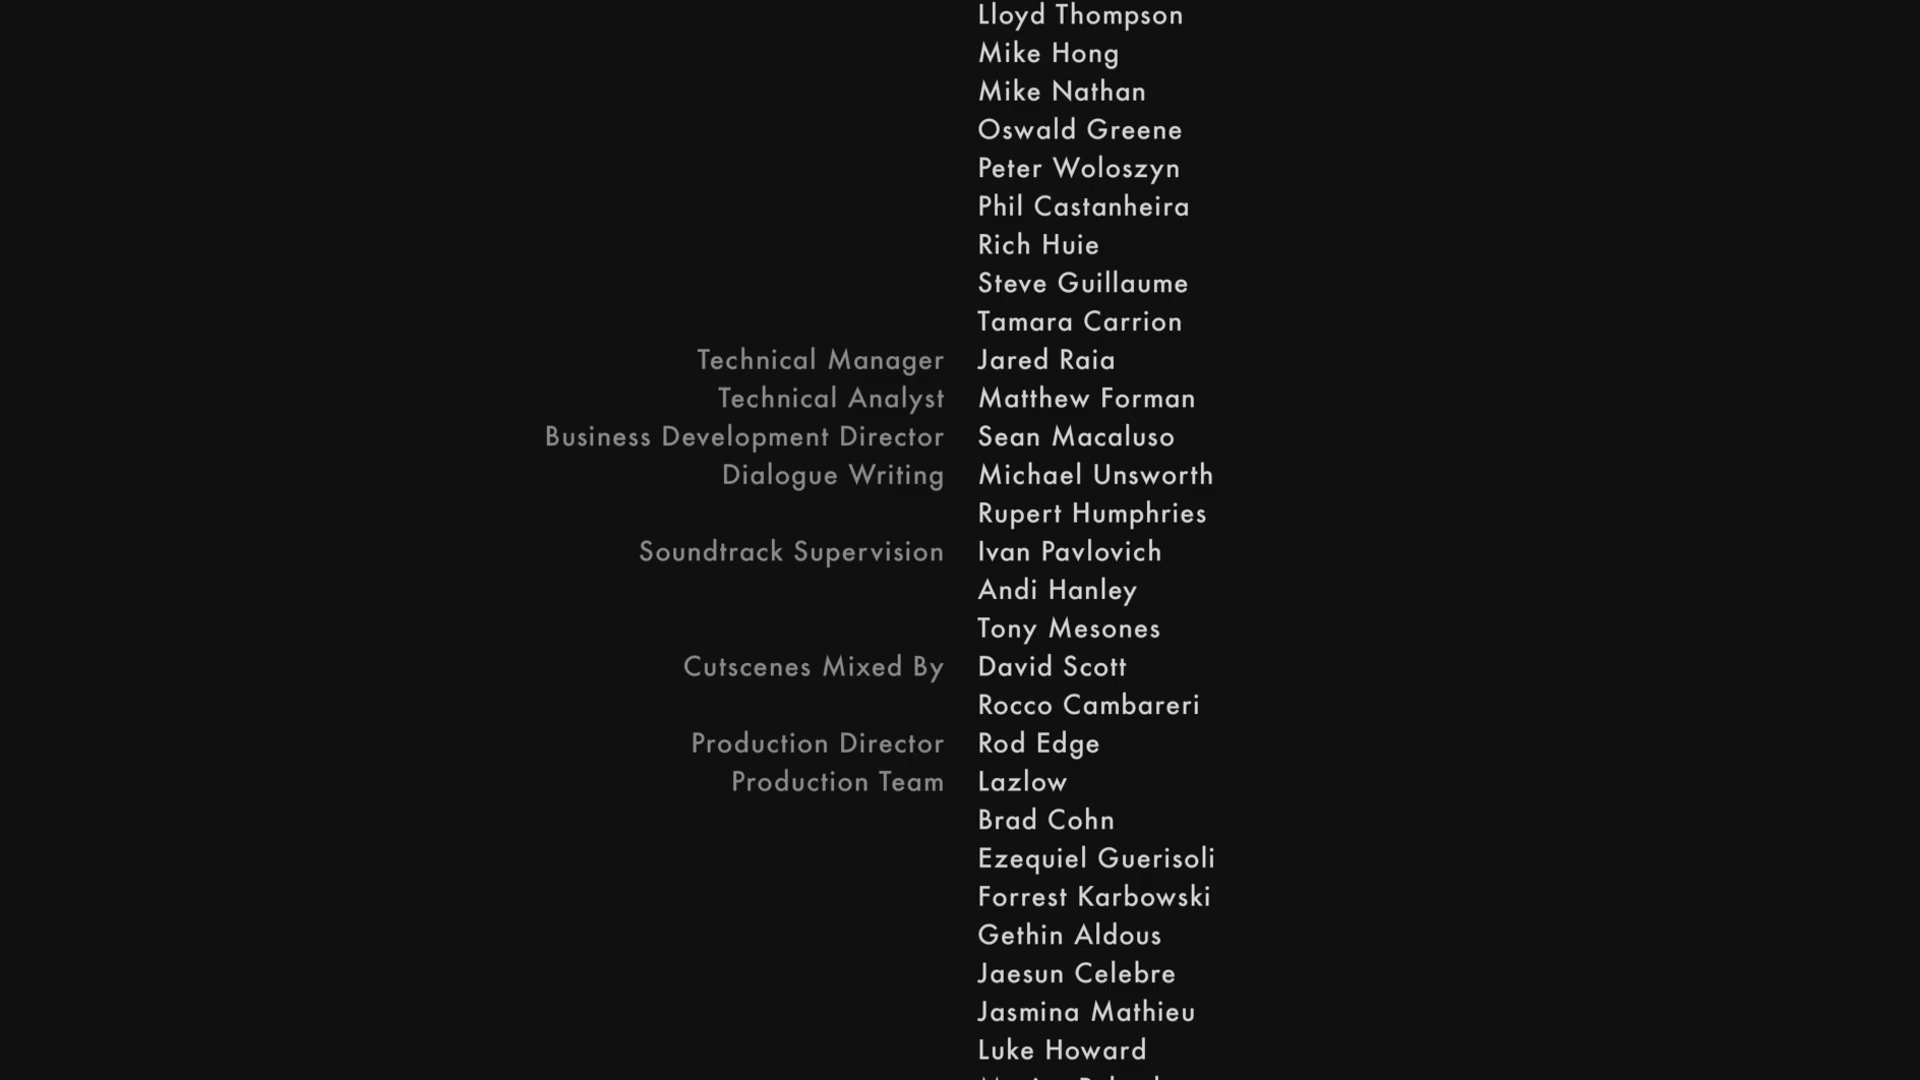 Lloyd Thompson
Mike Hong
Mike Nathan
Oswald Greene
Peter Woloszyn
Phil Castanheira
Rich Huie
Steve Guillaume
Tamara Carrion
Technical Manager Jared Raia
Technical Analyst Matthew Forman
Business Development Director Sean Macaluso
Dialogue Writing Michael Unsworth
Rupert Humphries
Soundtrack Supervision Ivan Pavlovich
Andi Hanley
Tony Mesones
Cutscenes Mixed By David Scott
Rocco Cambareri
Production Director Rod Edge
Production Team Lazlow
Brad Cohn
Ezequiel Guerisoli
Forrest Karbowski
Gethin Aldous
Jaesun Celebre
Jasmina Mathieu
Luke Howard